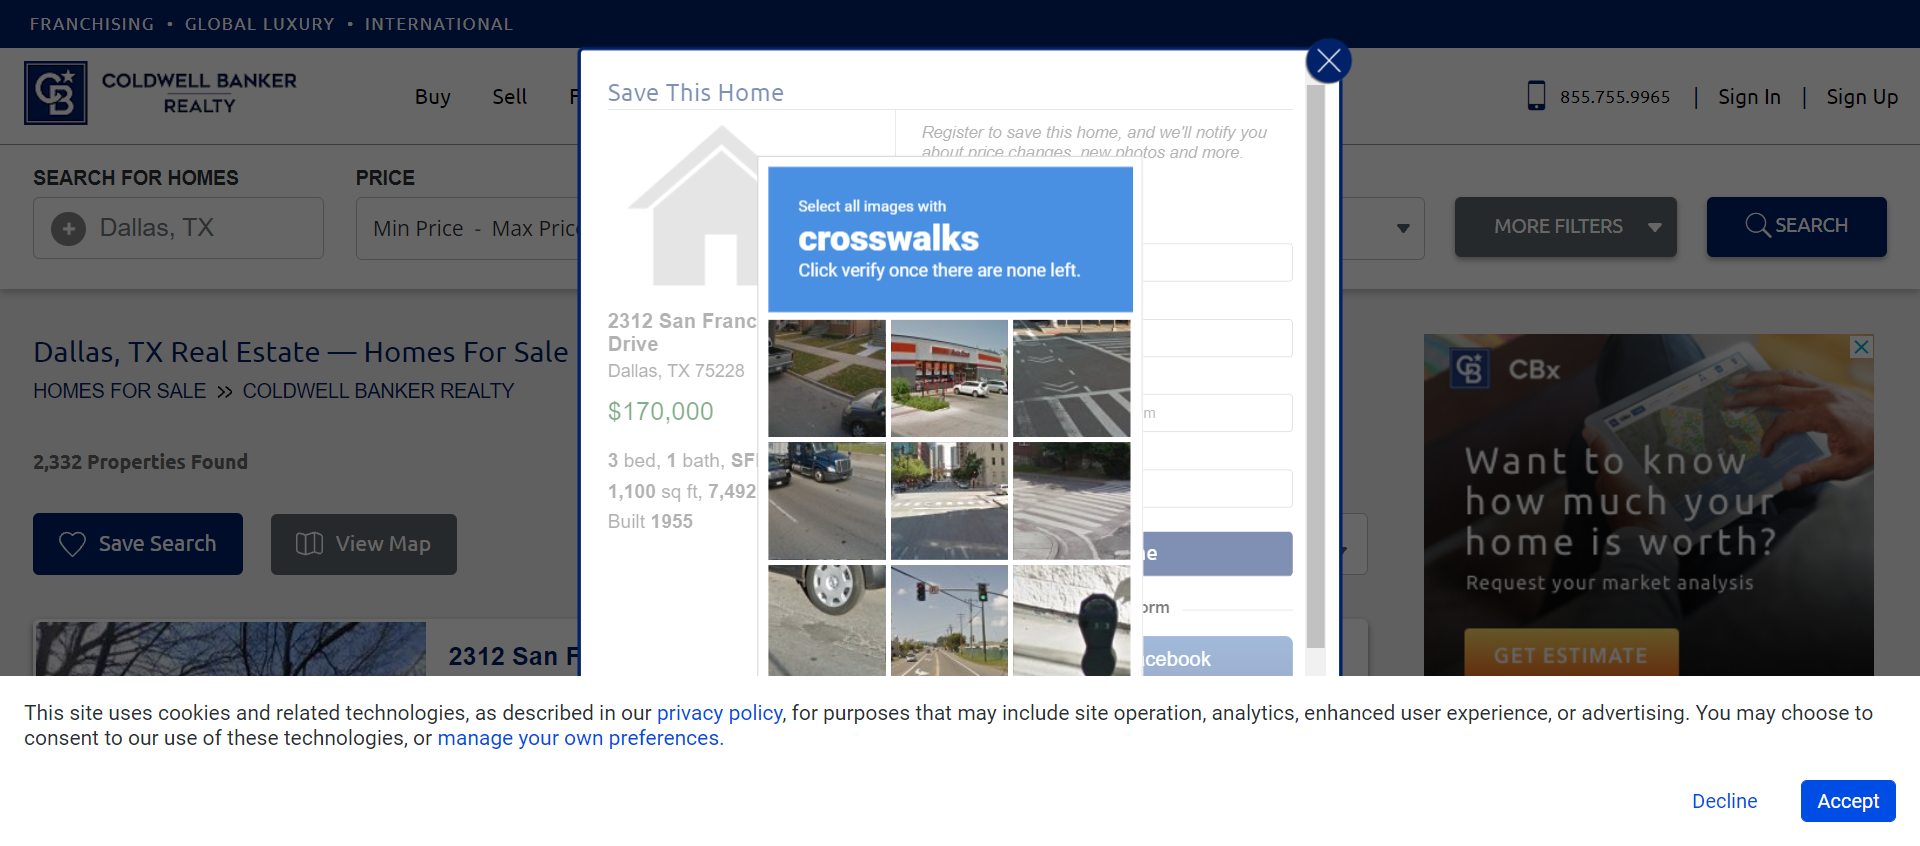 FRANCHISING • GLOBAL LUXURY • INTERNATIONAL
COLDWELL BANKER
REALTY
Buy
Sell
855.755.9965 | Sign In | Sign Up
SEARCH FOR HOMES
Dallas, TX
PRICE
Min Price - Max Pric
MORE FILTERS
SEARCH
Dallas, TX Real Estate — Homes For Sale
HOMES FOR SALE » COLDWELL BANKER REALTY
2,332 Properties Found
Save Search
View Map
2312 San F
Save This Home
Register to save this home, and we'll notify you
about price changes, new photos and more.
2312 San Franc
Drive
Dallas, TX 75228
$170,000
3 bed, 1 bath, SF
1,100 sq ft, 7,492
Built 1955
Select all images with
crosswalks
Click verify once there are none left.
m
ne
orm
acebook
CB
CBx
Want to know
how much your
home is worth?
Request your market analysis
GET ESTIMATE
This site uses cookies and related technologies, as described in our privacy policy, for purposes that may include site operation, analytics, enhanced user experience, or advertising. You may choose to
consent to our use of these technologies, or manage your own preferences.
Decline
Accept